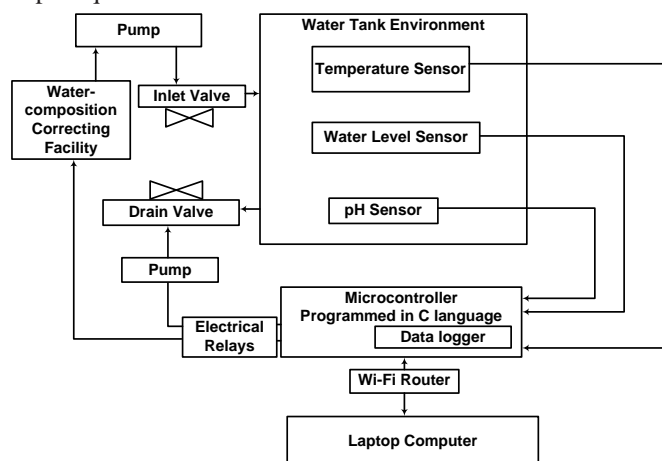 Pump
Water Tank Environment
Temperature Sensor
Inlet Valve
Water-
composition
Correcting
Facility
Water Level Sensor
Drain Valve
pH Sensor
Pump
Microcontroller
Programmed in C language
Data logger
Electrical
Relays
Wi-Fi Router
Laptop Computer